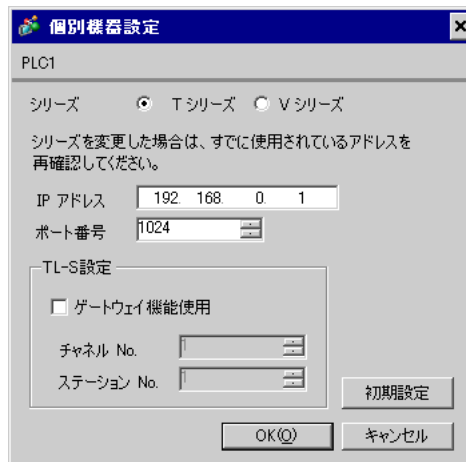 個別機器設定
PLC1
シリーズ Tシリーズ Vシリーズ
シリーズを変更した場合は、すでに使用されているアドレスを
再確認してください。
IP アドレス 192. 168. 0. 1
ポート番号 1024
TL-S設定
ゲートウェイ機能使用
チャネル No. 1
ステーション No. 1
初期設定
OK(O) キャンセル